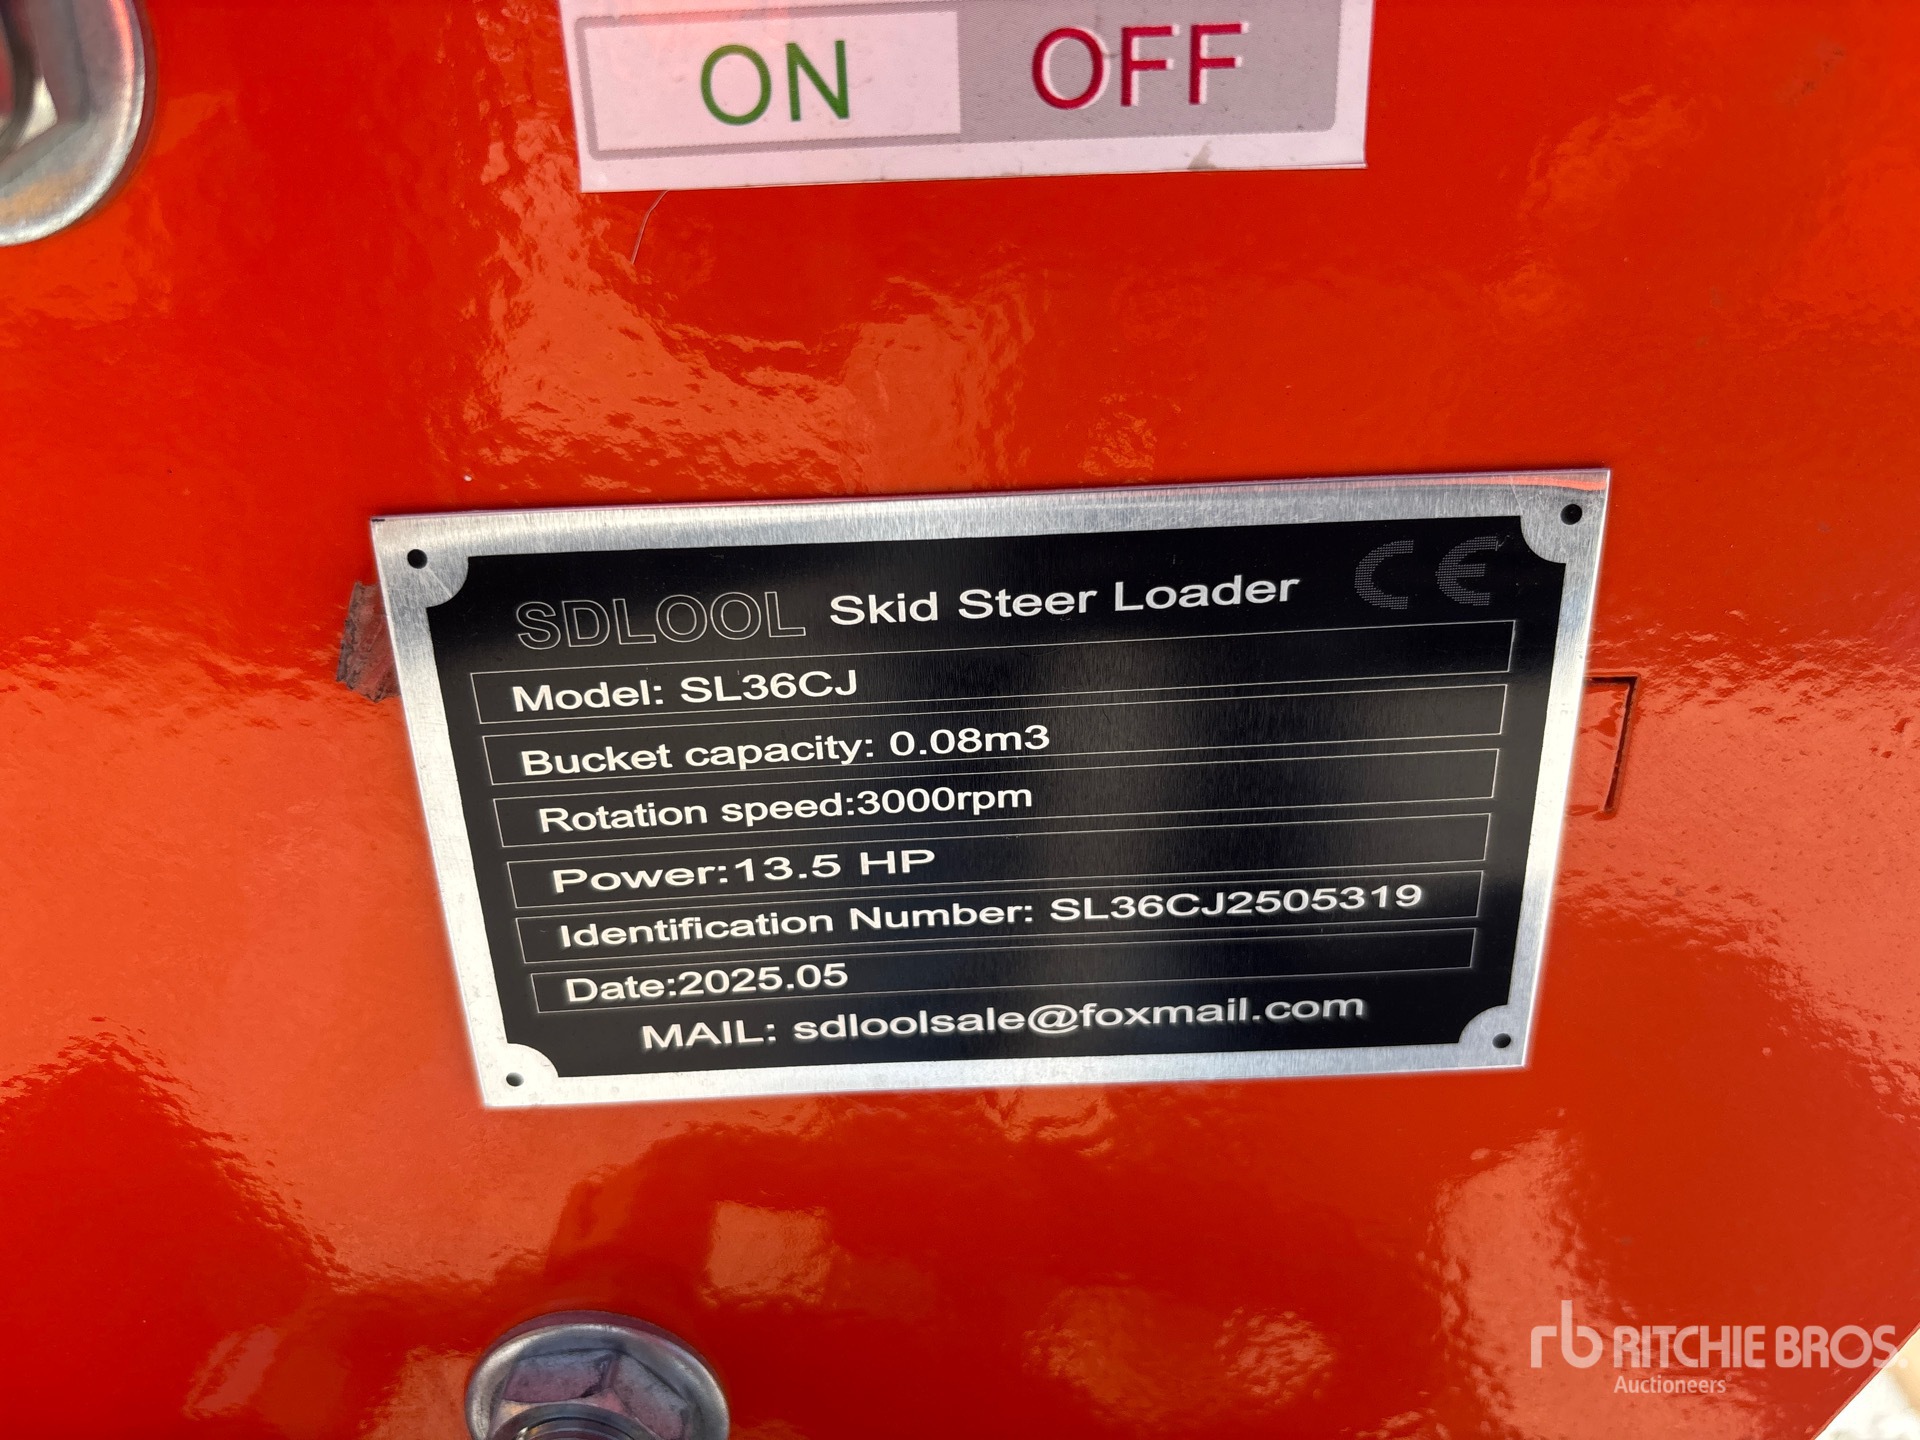 ON OFF
SDLOOL Skid Steer Loader CE
Model: SL36CJ
Bucket capacity: 0.08m3
Rotation speed:3000rpm
Power:13.5 HP
Identification Number: SL36CJ2505319
Date:2025.05
MAIL: sdloolsale@foxmail.com
rb RITCHIE BROS.
Auctioneers